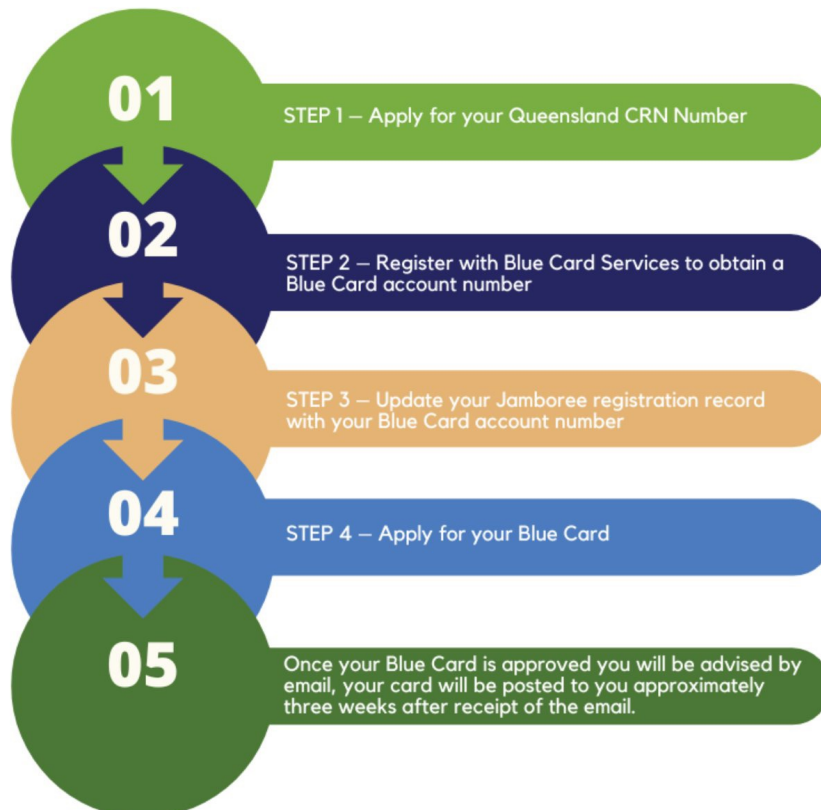 01
STEP 1 – Apply for your Queensland CRN Number
02
STEP 2 – Register with Blue Card Services to obtain a
Blue Card account number
03
STEP 3 – Update your Jamboree registration record
with your Blue Card account number
04
STEP 4 – Apply for your Blue Card
05
Once your Blue Card is approved you will be advised by
email, your card will be posted to you approximately
three weeks after receipt of the email.